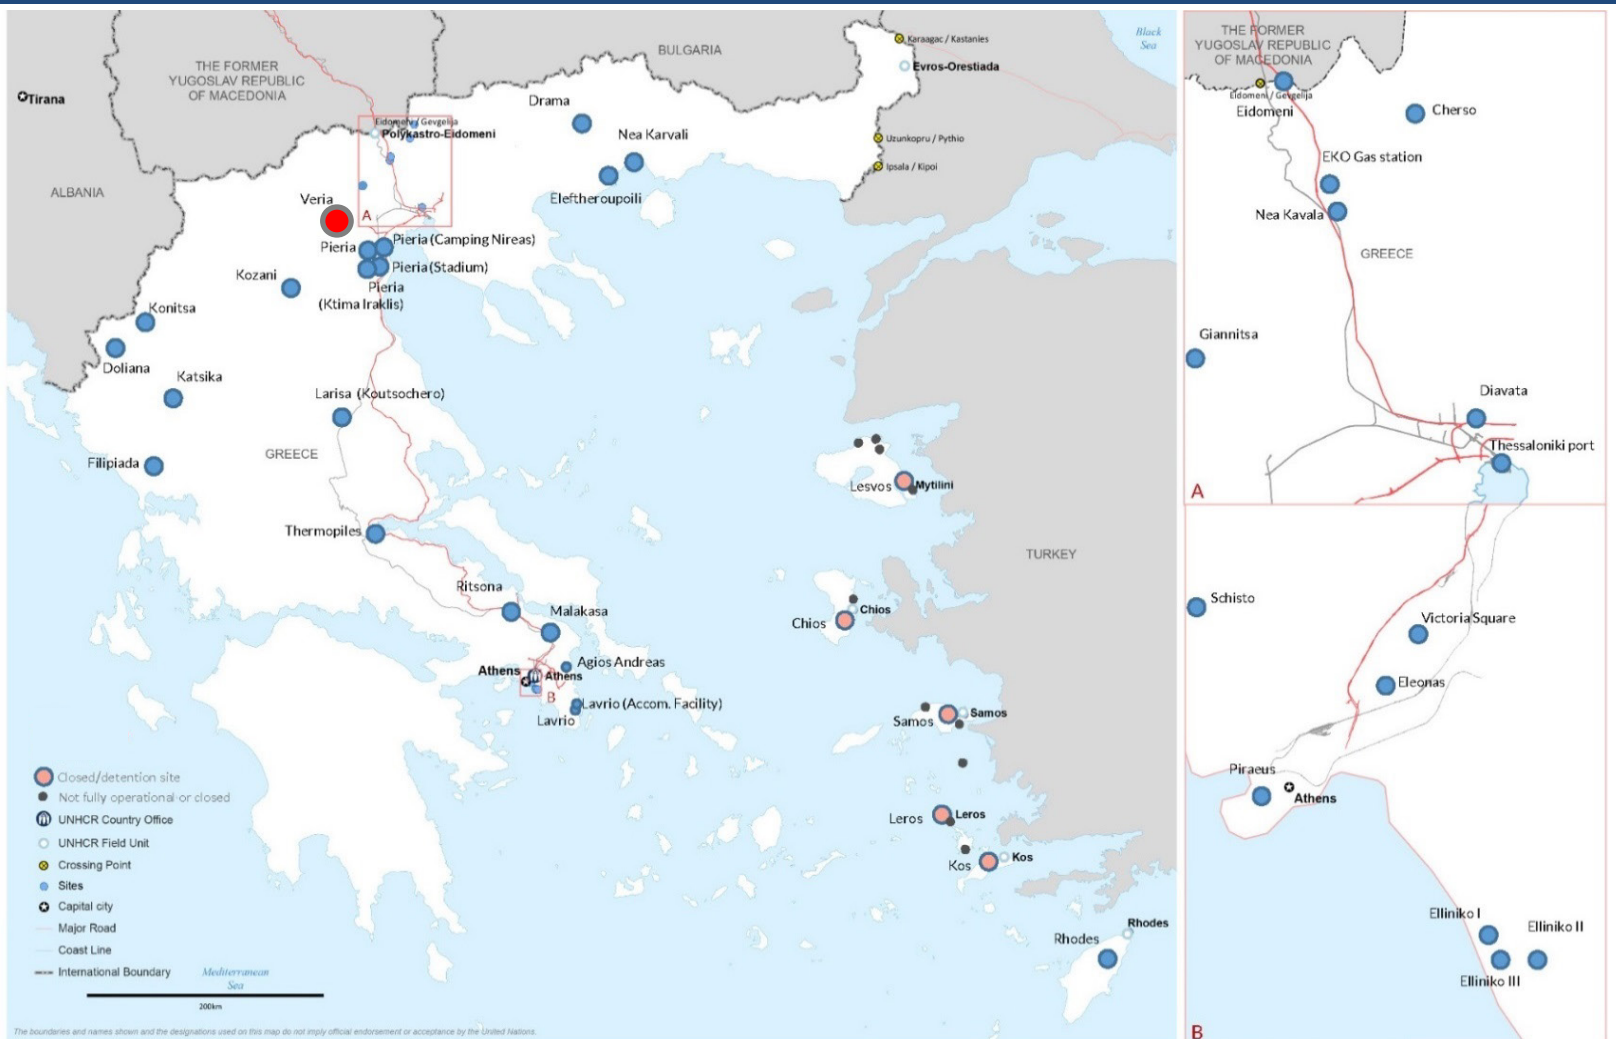 Black
Sea
BULGARIA
Karaagac / Kastanies
Evros-Orestiada
THE FORMER
YUGOSLAV REPUBLIC
OF MACEDONIA
Tirana
Drama
Eidomeni / Gevgelija
Polykastro-Eidomeni
Nea Karvali
Uzunkopru / Pythio
Ipsala / Kipoi
ALBANIA
Veria
A
Eleftheroupoili
Pieria
Pieria (Camping Nireas)
Pieria (Stadium)
Kozani
Pieria
(Ktima Iraklis)
Konitsa
Doliana
Katsika
Larisa (Koutsochero)
GREECE
Filipiada
Lesvos
Mytilini
Thermopiles
TURKEY
Ritsona
Malakasa
Chios
Chios
Athens
Agios Andreas
Athens
B
Lavrio (Accom. Facility)
Lavrio
Samos
Samos
Closed/detention site
Not fully operational or closed
UNHCR Country Office
UNHCR Field Unit
Crossing Point
Sites
Capital city
Major Road
Coast Line
International Boundary
Mediterranean
Sea
200km
Leros
Leros
Kos
Kos
Rhodes
Rhodes
The boundaries and names shown and the designations used on this map do not imply official endorsement or acceptance by the United Nations.
THE FORMER
YUGOSLAV REPUBLIC
OF MACEDONIA
Eidomeni / Gevgelija
Eidomeni
Cherso
EKO Gas station
Nea Kavala
GREECE
Giannitsa
Diavata
Thessaloniki port
A
Schisto
Victoria Square
Eleonas
Piraeus
Athens
Elliniko I
Elliniko II
Elliniko III
B